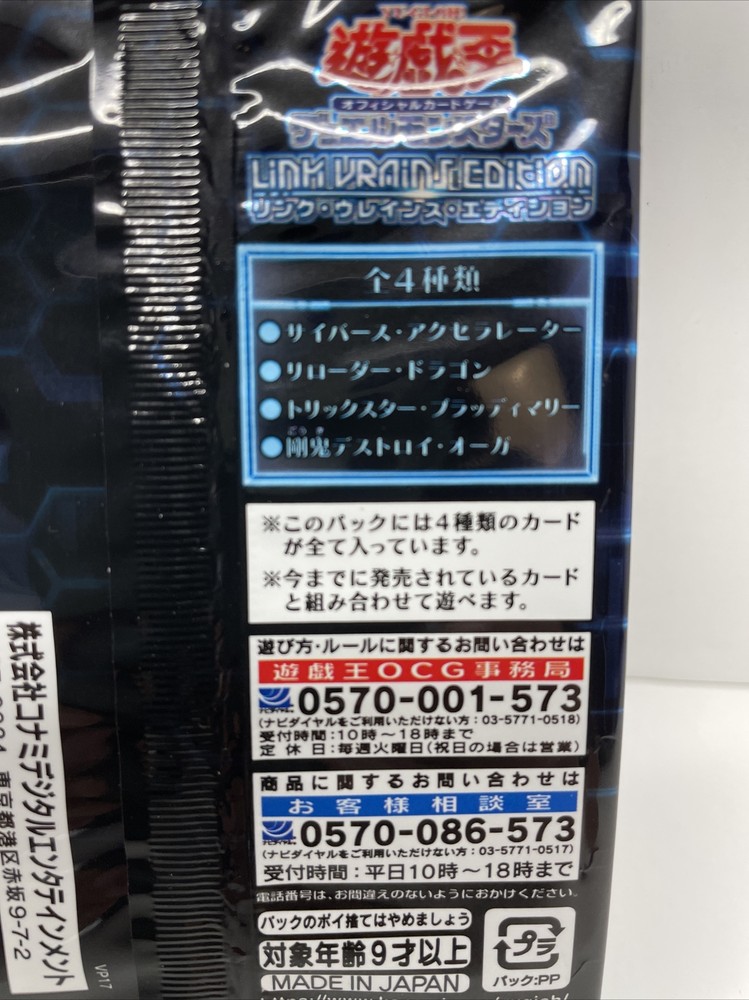 YU-GI-OH!
遊戯王
オフィシャルカードゲーム
デュエルモンスターズ
LINK VRAINS EDITION
リンク・ヴレインズ・エディション
全4種類
●サイバース・アクセラレーター
●リローダー・ドラゴン
●トリックスター・ブラッディマリー
ごうき
●剛鬼デストロイ・オーガ
※このパックには4種類のカード
が全て入っています。
※今までに発売されているカード
と組み合わせて遊べます。
遊び方・ルールに関するお問い合わせは
遊戯王OCG事務局
0570-001-573
(ナビダイヤルをご利用いただけない方：03-5771-0518)
受付時間：10時～18時まで
定休日：毎週火曜日(祝日の場合は営業)
商品に関するお問い合わせは
お客様相談室
0570-086-573
(ナビダイヤルをご利用いただけない方：03-5771-0517)
受付時間：平日10時～18時まで
電話番号は、お間違えのないようにおかけください。
パックのポイ捨てはやめましょう
対象年齢9才以上
MADE IN JAPAN
プラ
パック:PP
株式会社コナミデジタルエンタテインメント
東京都港区赤坂9-7-2
VP17